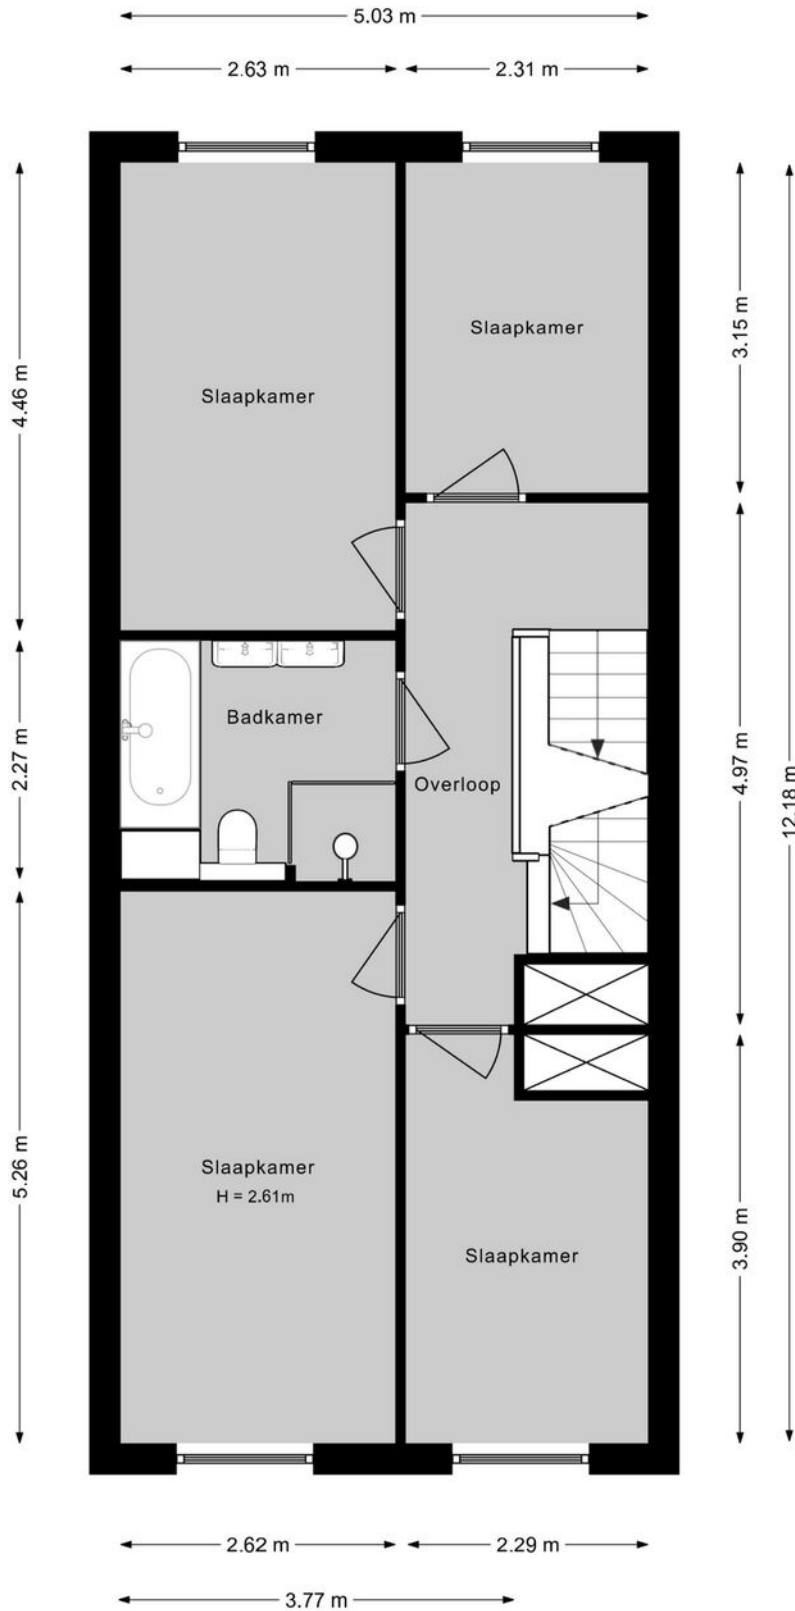 5.03 m
2.63 m
2.31 m
4.46 m
3.15 m
Slaapkamer
Slaapkamer
2.27 m
Badkamer
Overloop
4.97 m
12.18 m
5.26 m
Slaapkamer
H = 2.61m
3.90 m
Slaapkamer
2.62 m
2.29 m
3.77 m